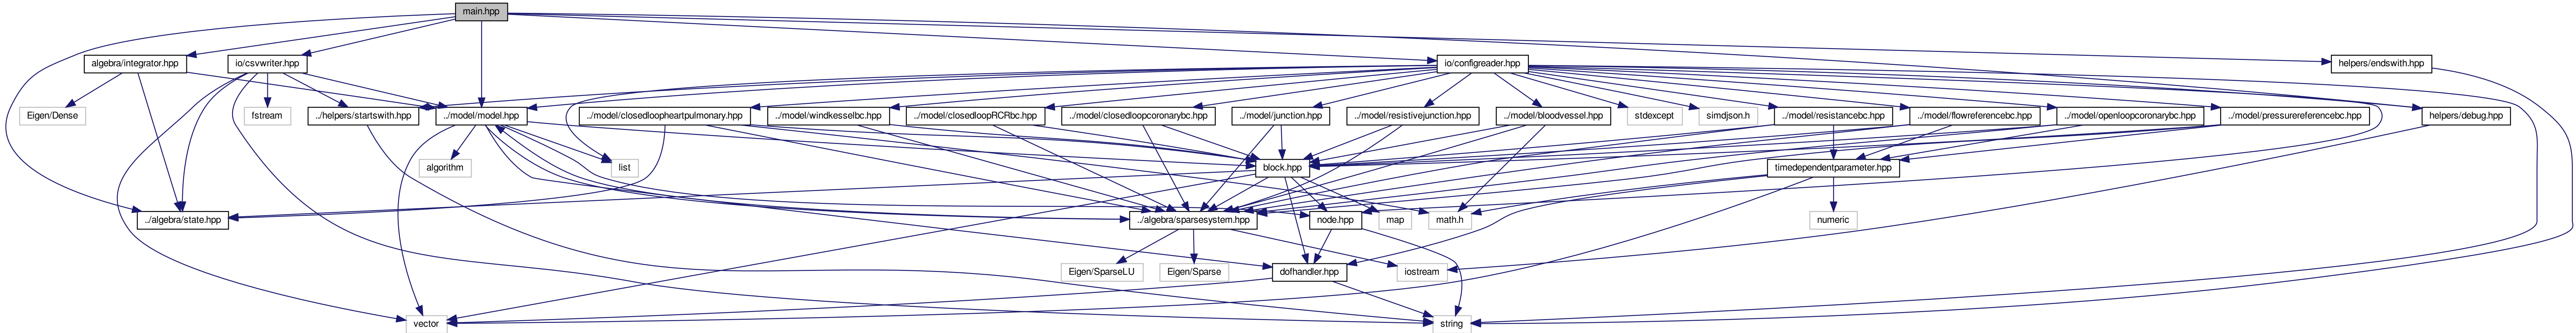 main.hpp
algebra/integrator.hpp
io/csvwriter.hpp
io/configreader.hpp
helpers/endswith.hpp
Eigen/Dense
fstream
../helpers/startswith.hpp
../model/model.hpp
../model/closedloopheartpulmonary.hpp
../model/windkesselbc.hpp
../model/closedloopRCRbc.hpp
../model/closedloopcoronarybc.hpp
../model/junction.hpp
../model/resistivejunction.hpp
../model/bloodvessel.hpp
stdexcept
simdjson.h
../model/resistancebc.hpp
../model/flowreferencebc.hpp
../model/openloopcoronarybc.hpp
../model/pressurereferencebc.hpp
helpers/debug.hpp
algorithm
list
block.hpp
timedependentparameter.hpp
../algebra/state.hpp
../algebra/sparsesystem.hpp
node.hpp
map
math.h
numeric
Eigen/SparseLU
Eigen/Sparse
dofhandler.hpp
iostream
vector
string